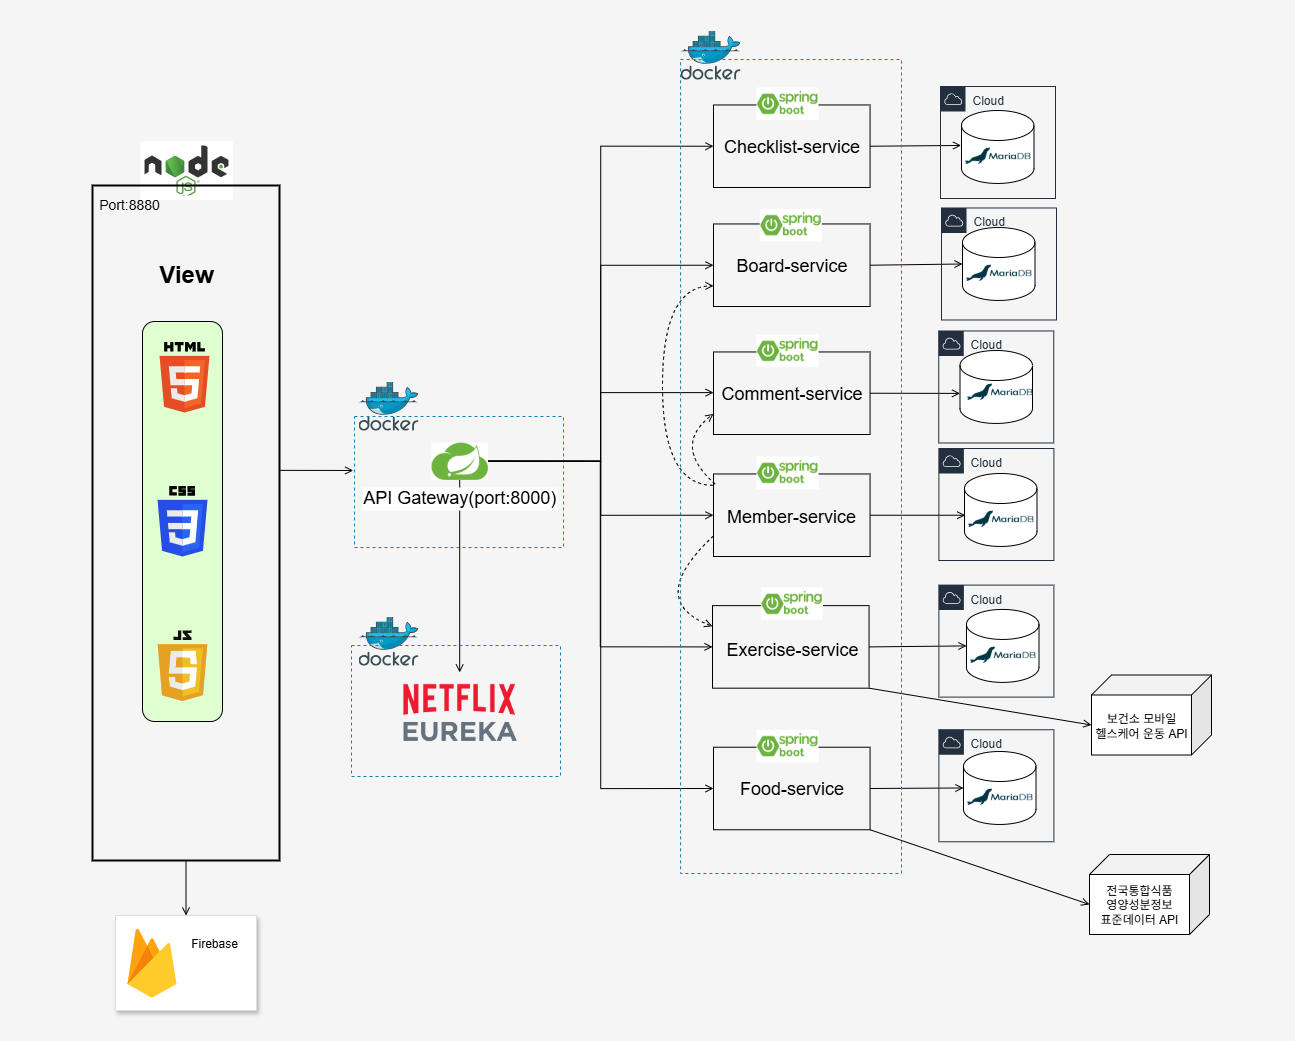 node
JS
Port:8880
View
HTML
5
CSS
3
JS
Firebase
docker
API Gateway(port:8000)
docker
NETFLIX
EUREKA
docker
spring
boot
Checklist-service
Cloud
MariaDB
spring
boot
Board-service
Cloud
MariaDB
spring
boot
Comment-service
Cloud
MariaDB
spring
boot
Member-service
Cloud
MariaDB
spring
boot
Exercise-service
Cloud
MariaDB
보건소 모바일
헬스케어 운동 API
spring
boot
Food-service
Cloud
MariaDB
전국통합식품
영양성분정보
표준데이터 API